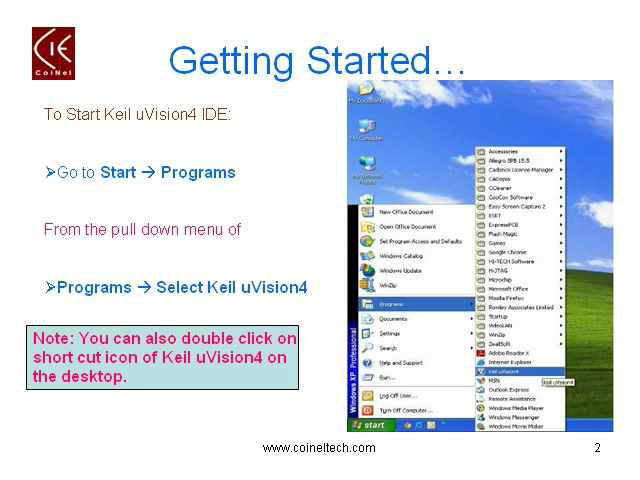 CIE
CoiNel
Getting Started...
To Start Keil uVision4 IDE:
➢Go to Start → Programs
From the pull down menu of
➢Programs → Select Keil uVision4
Note: You can also double click on
short cut icon of Keil uVision4 on
the desktop.
My Documents
My Computer
My Network
Places
New Office Document
Open Office Document
Set Program Access and Defaults
Windows Catalog
Windows Update
WinZip
Programs
Documents
Settings
Search
Help and Support
Run...
Log Off User...
Turn Off Computer...
Windows XP Professional
start
Accessories
Allegro SPB 15.5
Cadence License Manager
CADopia
CCleaner
CooCox Software
Easy Screen Capture 2
ESET
ExpressPCB
Flash Magic
Games
Google Chrome
HI-TECH Software
H-JTAG
Microchip
Microsoft Office
Mozilla Firefox
Rowley Associates Limited
Startup
VideoLAN
WinZip
ZealSoft
Adobe Reader X
Internet Explorer
Keil uVision4
MSN
Outlook Express
Remote Assistance
Windows Media Player
Windows Messenger
Windows Movie Maker
Keil uVision4
www.coineltech.com
2